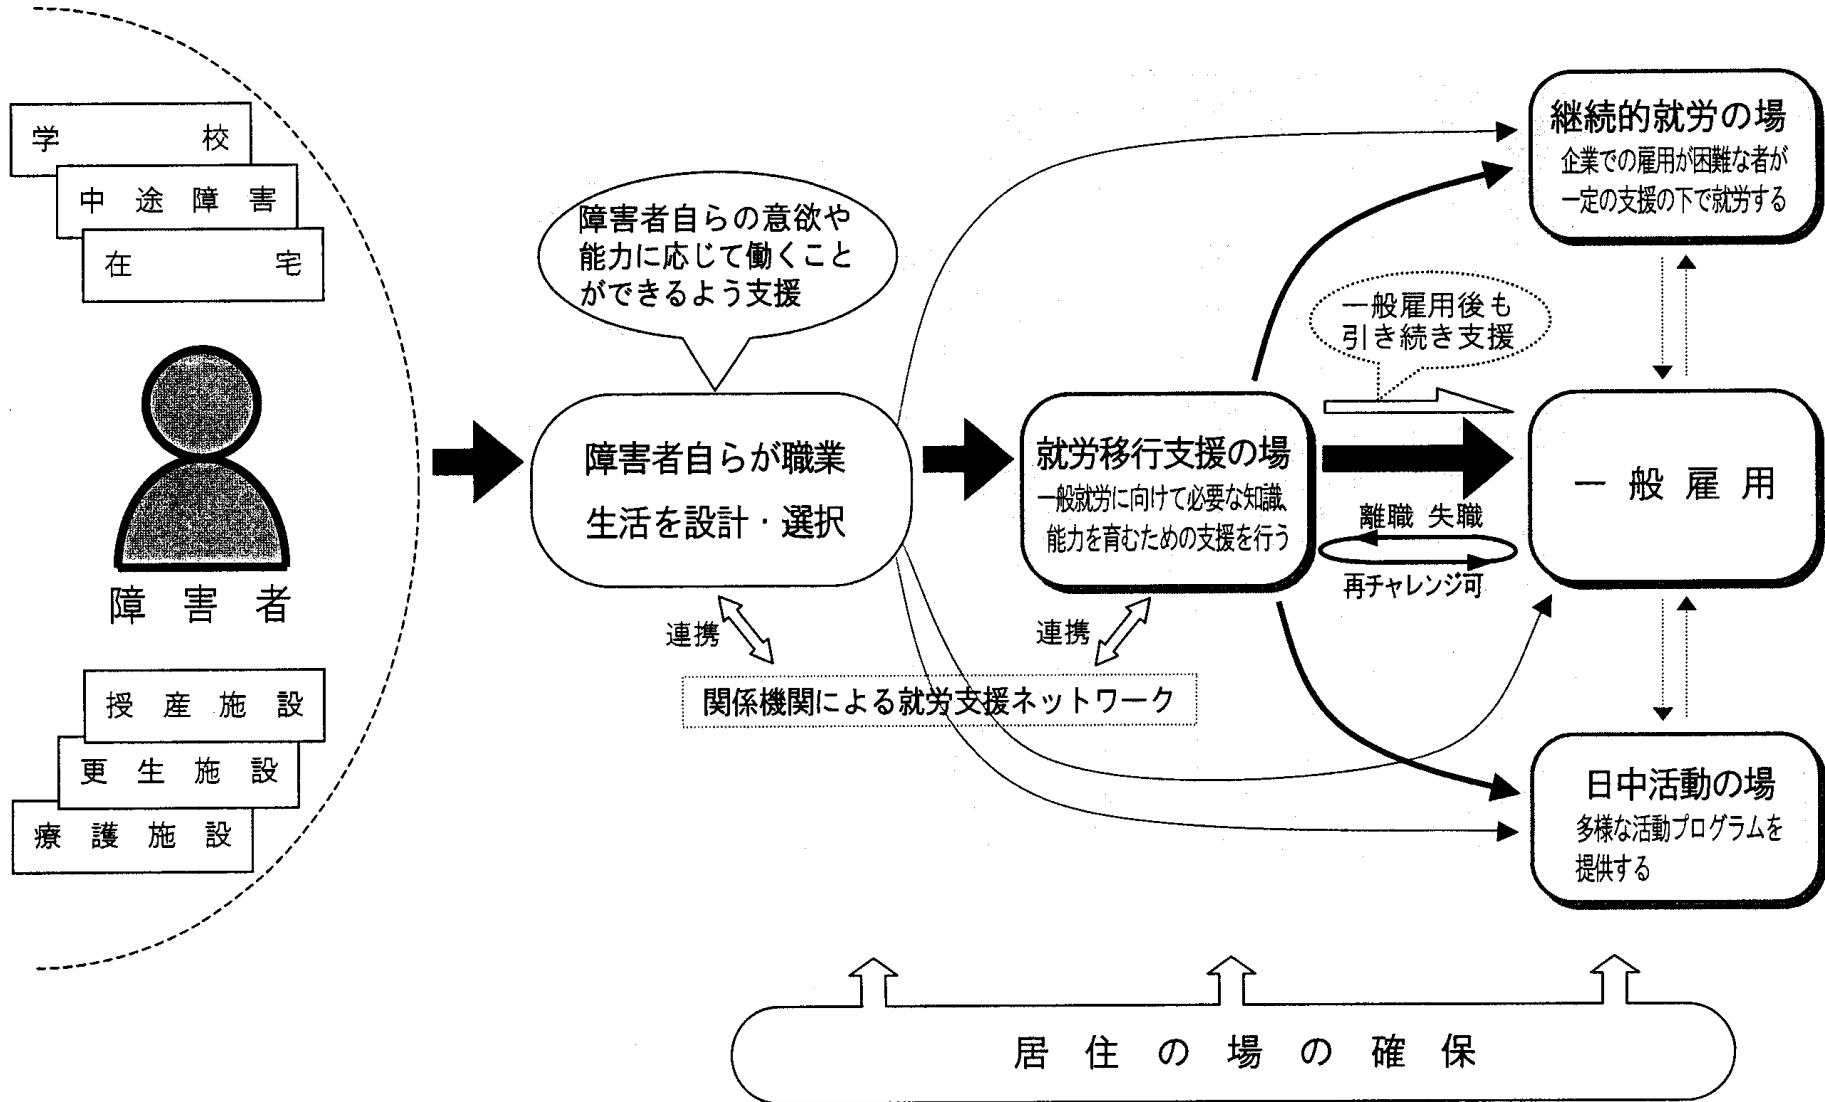 学校
中途障害
在宅
障害者
授産施設
更生施設
療護施設
障害者自らの意欲や
能力に応じて働くこと
ができるよう支援
障害者自らが職業
生活を設計・選択
連携
関係機関による就労支援ネットワーク
連携
就労移行支援の場
一般就労に向けて必要な知識、
能力を育むための支援を行う
一般雇用後も
引き続き支援
離職 失職
再チャレンジ可
継続的就労の場
企業での雇用が困難な者が
一定の支援の下で就労する
一般雇用
日中活動の場
多様な活動プログラムを
提供する
居住の場の確保